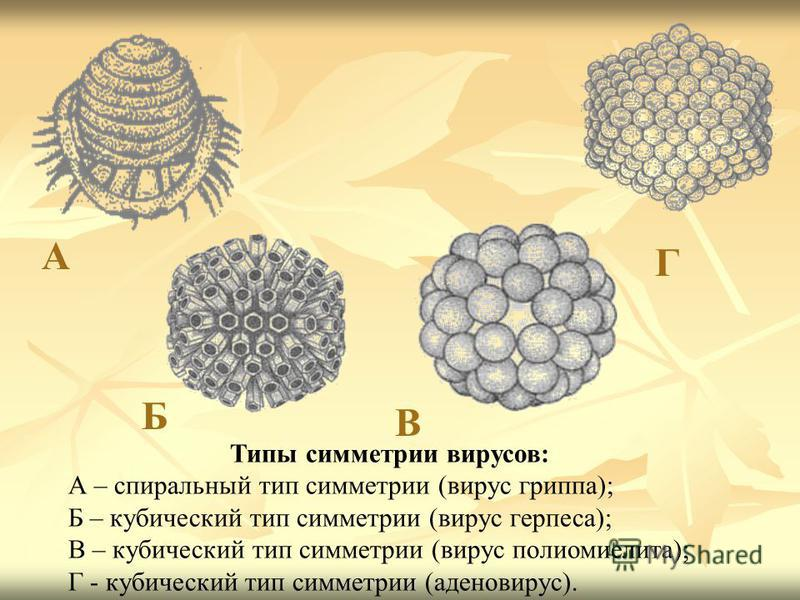 А
Г
Б
В
Типы симметрии вирусов:
А – спиральный тип симметрии (вирус гриппа);
Б – кубический тип симметрии (вирус герпеса);
В – кубический тип симметрии (вирус полиомиелита);
Г - кубический тип симметрии (аденовирус).
MyShared